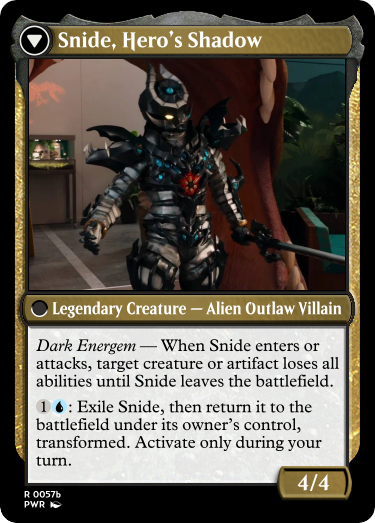 Snide, Hero's Shadow
Legendary Creature — Alien Outlaw Villain
Dark Energem — When Snide enters or
attacks, target creature or artifact loses all
abilities until Snide leaves the battlefield.
1: Exile Snide, then return it to the
battlefield under its owner's control,
transformed. Activate only during your
turn.
4/4
R 0057b
PWR